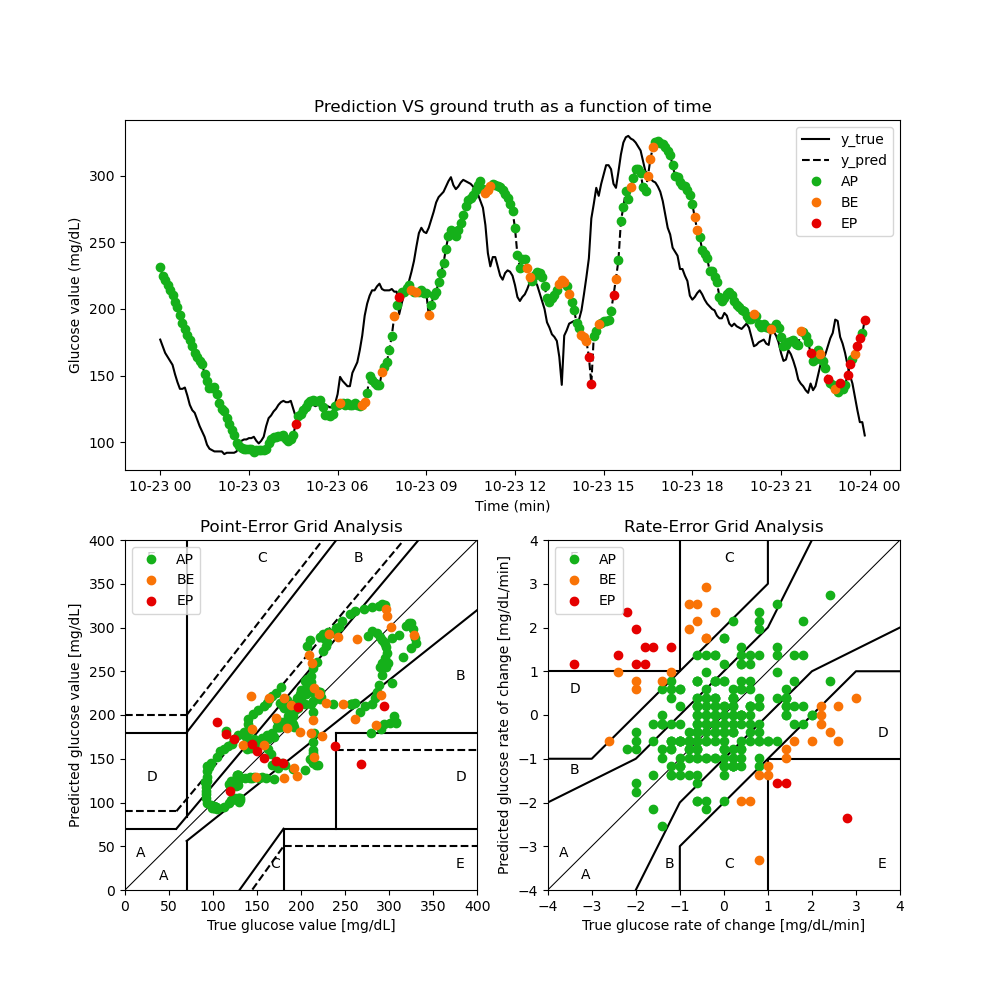 Prediction VS ground truth as a function of time
Glucose value (mg/dL)
300
250
200
150
100
y_true
y_pred
AP
BE
EP
10-23 00 10-23 03 10-23 06 10-23 09 10-23 12 10-23 15 10-23 18 10-23 21 10-24 00
Time (min)
Point-Error Grid Analysis
Predicted glucose value [mg/dL]
400
350
300
250
200
150
100
50
0
AP
BE
EP
C
B
B
D
D
A
A
C
E
0 50 100 150 200 250 300 350 400
True glucose value [mg/dL]
Rate-Error Grid Analysis
Predicted glucose rate of change [mg/dL/min]
4
3
2
1
0
−1
−2
−3
−4
AP
BE
EP
C
D
D
B
A
A
B
C
E
−4 −3 −2 −1 0 1 2 3 4
True glucose rate of change [mg/dL/min]